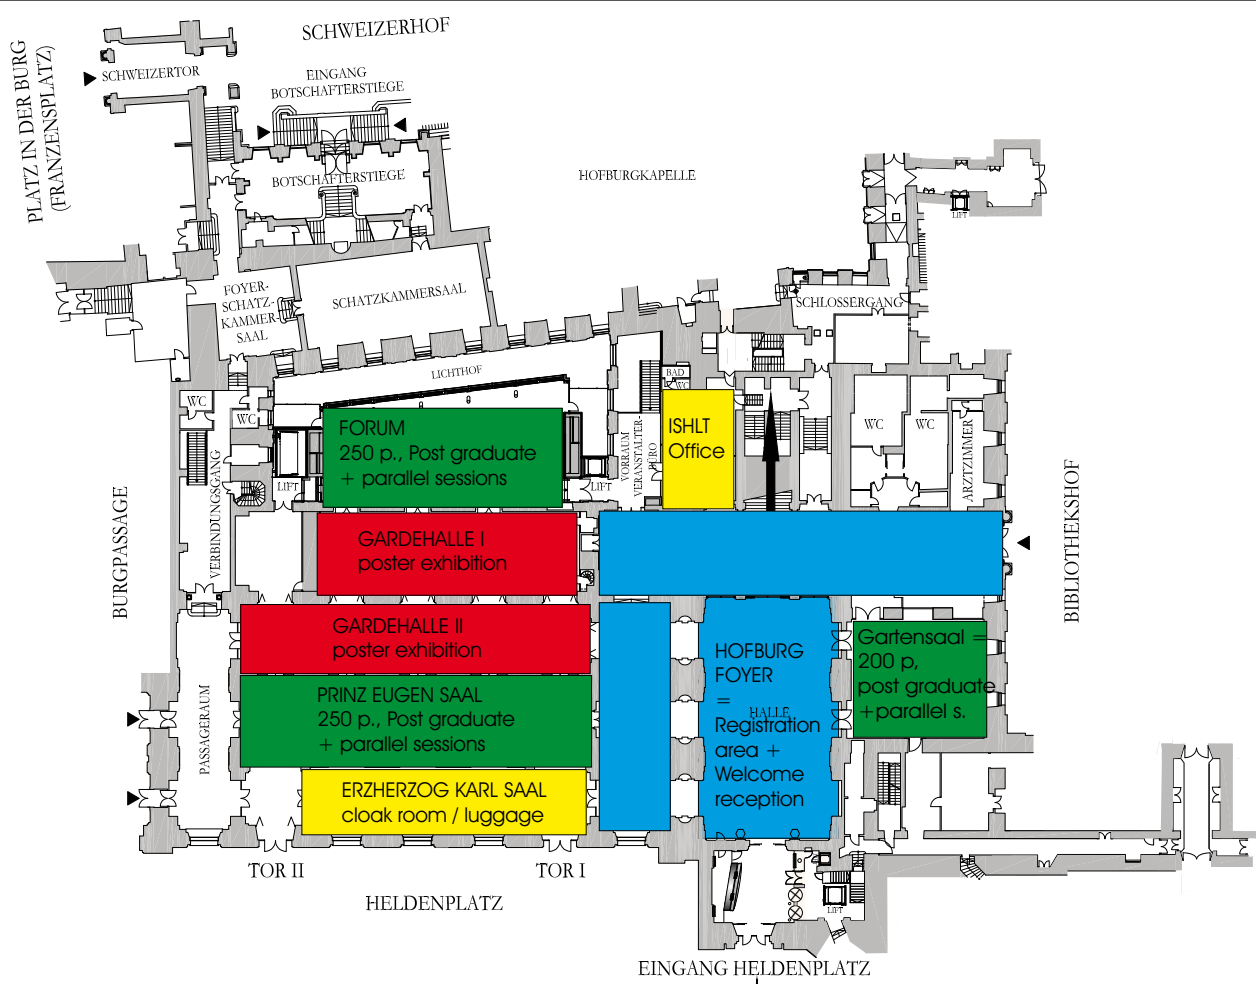 SCHWEIZERHOF
PLATZ IN DER BURG
(FRANZENSPLATZ)
SCHWEIZERTOR
EINGANG
BOTSCHAFTERSTIEGE
BOTSCHAFTERSTIEGE
HOFBURGKAPELLE
LIFT
FOYER-
SCHATZ-
KAMMER-
SAAL
SCHATZKAMMERSAAL
SCHLOSSERGANG
LICHTHOF
BAD
WC
WC
WC
FORUM
250 p., Post graduate
+ parallel sessions
ISHLT
Office
VORRAUM
VERANSTALTER-
BÜRO
WC
WC
ARZTZIMMER
LIFT
LIFT
VERBINDUNGSGANG
BURGPASSAGE
BIBLIOTHEKSHOF
GARDEHALLE I
poster exhibition
GARDEHALLE II
poster exhibition
PRINZ EUGEN SAAL
250 p., Post graduate
+ parallel sessions
ERZHERZOG KARL SAAL
cloak room / luggage
PASSAGERAUM
HOFBURG
FOYER
=
HALLE
Registration
area +
Welcome
reception
Gartensaal =
200 p,
post graduate
+parallel s.
TOR II
TOR I
HELDENPLATZ
LIFT
EINGANG HELDENPLATZ